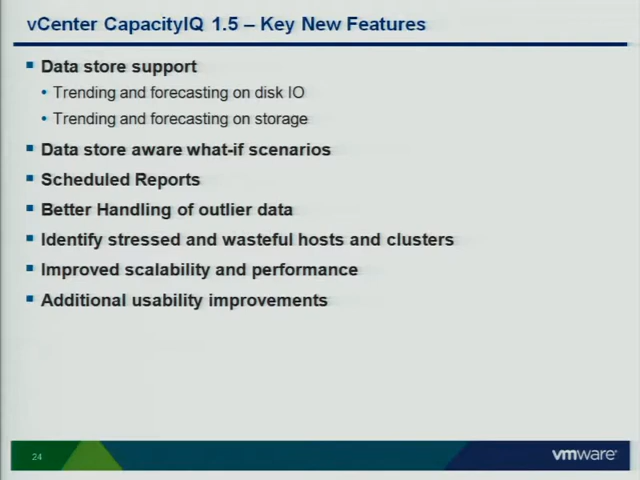 vCenter CapacityIQ 1.5 – Key New Features
Data store support
Trending and forecasting on disk IO
Trending and forecasting on storage
Data store aware what-if scenarios
Scheduled Reports
Better Handling of outlier data
Identify stressed and wasteful hosts and clusters
Improved scalability and performance
Additional usability improvements
24
vmware